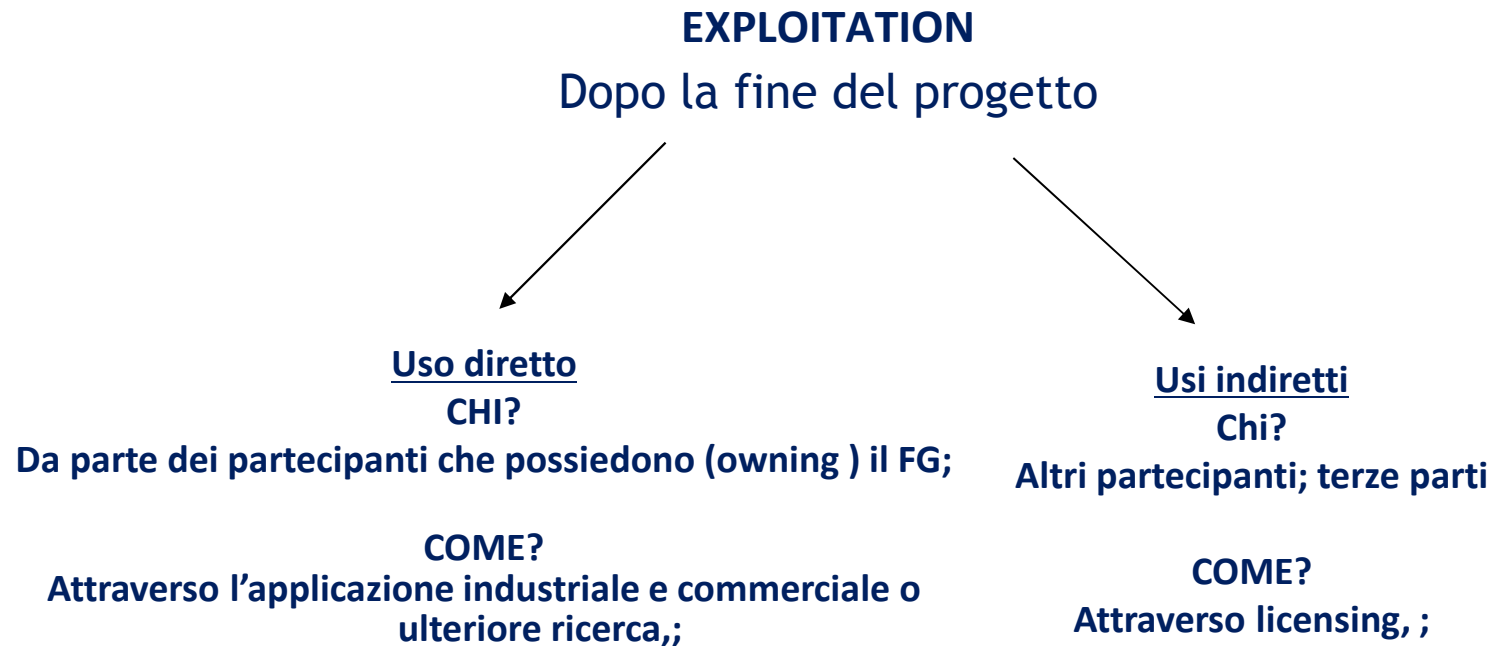 EXPLOITATION
Dopo la fine del progetto
Uso diretto
CHI?
Da parte dei partecipanti che possiedono (owning ) il FG;
COME?
Attraverso l'applicazione industriale e commerciale o
ulteriore ricerca,;
Usi indiretti
Chi?
Altri partecipanti; terze parti
COME?
Attraverso licensing, ;